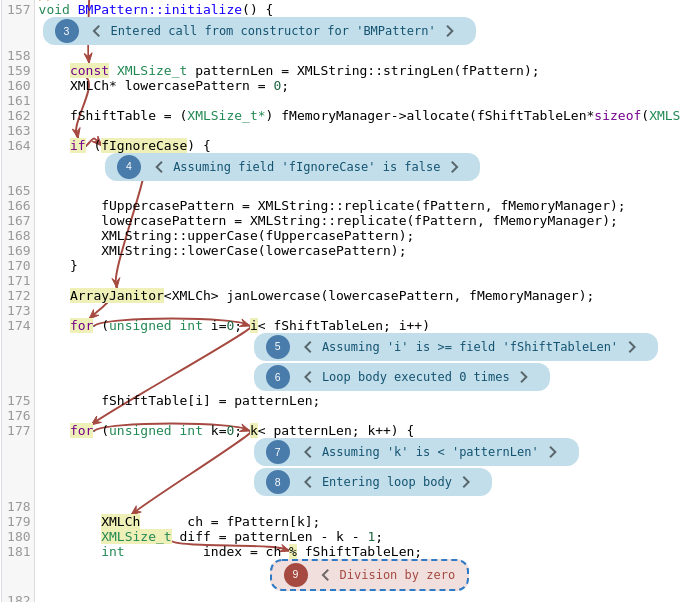 157 void BMPattern::initialize() {
3 Entered call from constructor for 'BMPattern'
158
159 const XMLSize_t patternLen = XMLString::stringLen(fPattern);
160 XMLCh* lowercasePattern = 0;
161
162 fShiftTable = (XMLSize_t*) fMemoryManager->allocate(fShiftTableLen*sizeof(XMLS
163
164 if (fIgnoreCase) {
4 Assuming field 'fIgnoreCase' is false
165
166 fUppercasePattern = XMLString::replicate(fPattern, fMemoryManager);
167 lowercasePattern = XMLString::replicate(fPattern, fMemoryManager);
168 XMLString::upperCase(fUppercasePattern);
169 XMLString::lowerCase(lowercasePattern);
170 }
171
172 ArrayJanitor<XMLCh> janLowercase(lowercasePattern, fMemoryManager);
173
174 for (unsigned int i=0; i< fShiftTableLen; i++)
5 Assuming 'i' is >= field 'fShiftTableLen'
6 Loop body executed 0 times
175 fShiftTable[i] = patternLen;
176
177 for (unsigned int k=0; k< patternLen; k++) {
7 Assuming 'k' is < 'patternLen'
8 Entering loop body
178
179 XMLCh ch = fPattern[k];
180 XMLSize_t diff = patternLen - k - 1;
181 int index = ch % fShiftTableLen;
9 Division by zero
182